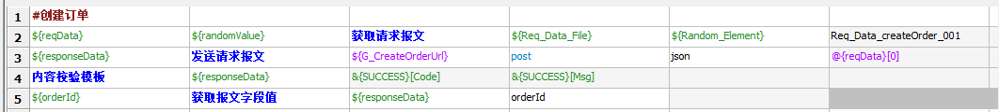 1 #创建订单
2 ${reqData} ${randomValue} 获取请求报文 ${Req_Data_File} ${Random_Element} Req_Data_createOrder_001
3 ${responseData} 发送请求报文 ${G_CreateOrderUrl} post json @{reqData}[0]
4 内容校验模板 ${responseData} &{SUCCESS}[Code] &{SUCCESS}[Msg]
5 ${orderId} 获取报文字段值 ${responseData} orderId